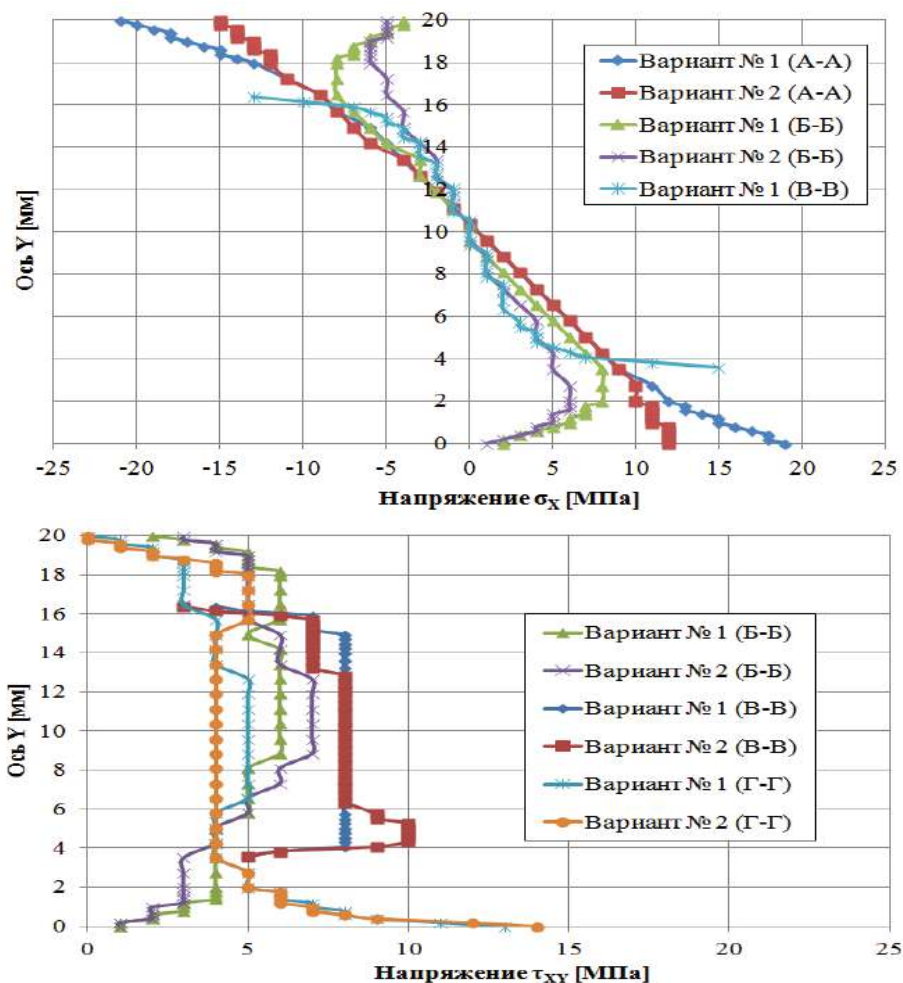 20
18
16
14
12
10
8
6
4
2
0
Ось Y [мм]
-25
-20
-15
-10
-5
0
5
10
15
20
25
Напряжение σX [МПа]
Вариант № 1 (А-А)
Вариант № 2 (А-А)
Вариант № 1 (Б-Б)
Вариант № 2 (Б-Б)
Вариант № 1 (В-В)
20
18
16
14
12
10
8
6
4
2
0
Ось Y [мм]
0
5
10
15
20
25
Напряжение τXY [МПа]
Вариант № 1 (Б-Б)
Вариант № 2 (Б-Б)
Вариант № 1 (В-В)
Вариант № 2 (В-В)
Вариант № 1 (Г-Г)
Вариант № 2 (Г-Г)